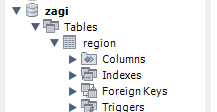 zagi
Tables
region
Columns
Indexes
Foreign Keys
Triggers